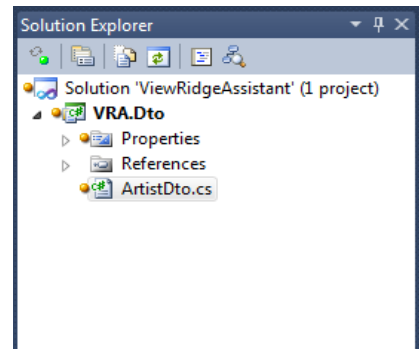 Solution Explorer
Solution 'ViewRidgeAssistant' (1 project)
VRA.Dto
Properties
References
ArtistDto.cs